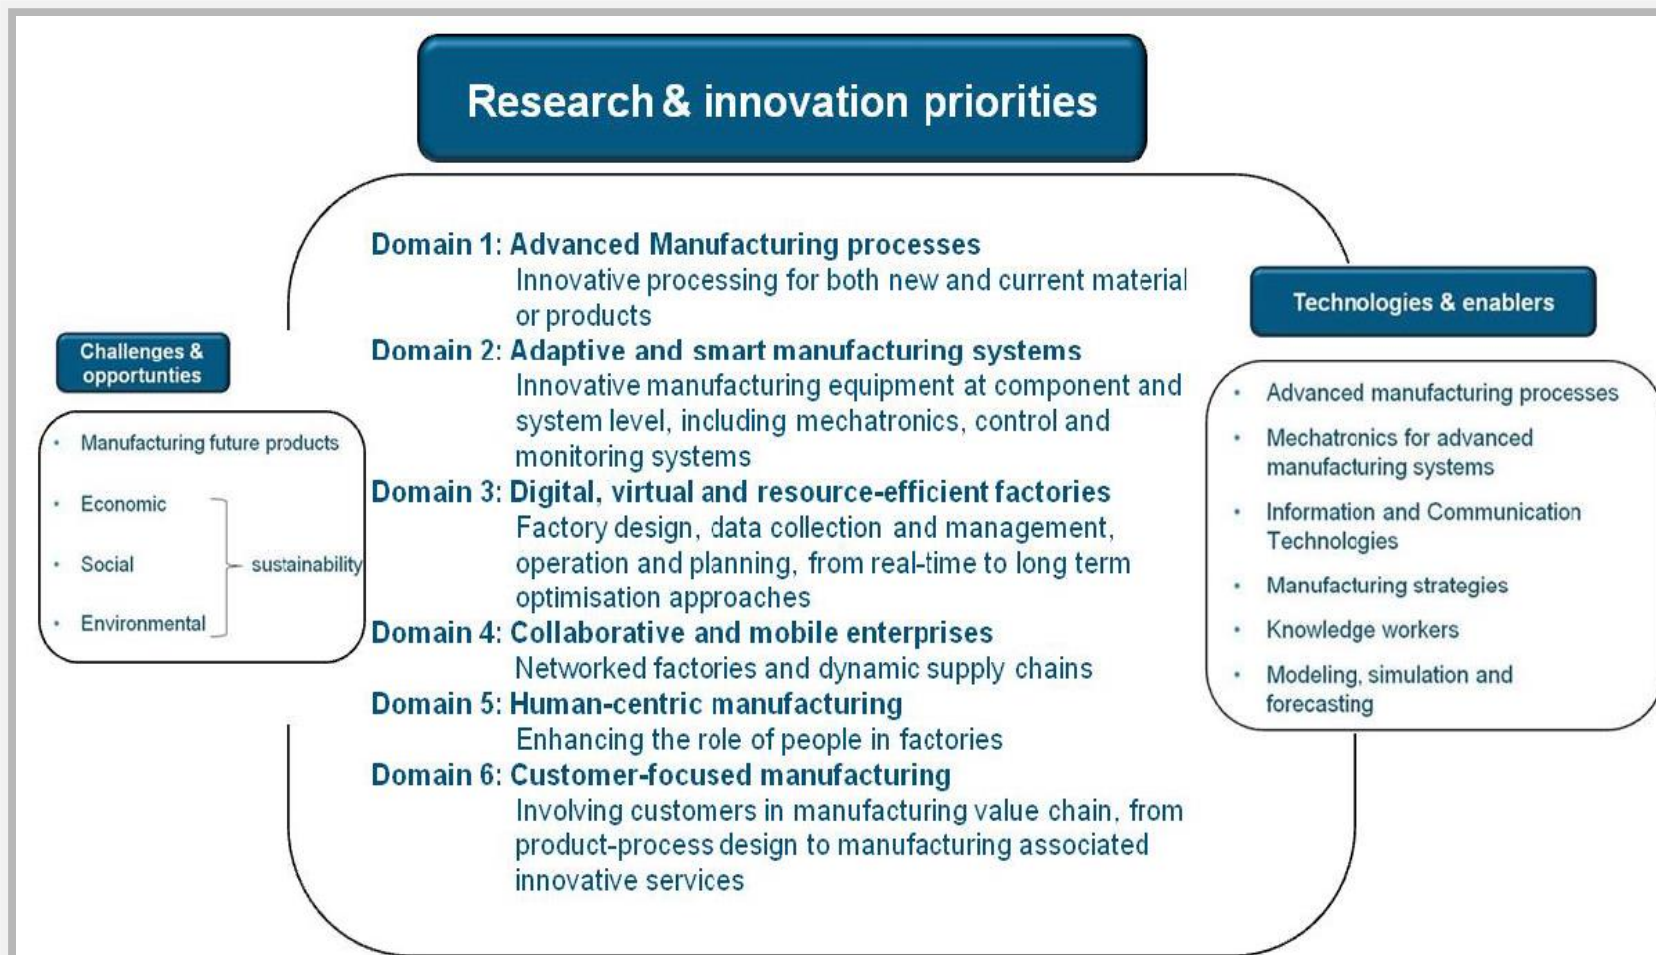 Research & innovation priorities
Domain 1: Advanced Manufacturing processes
Innovative processing for both new and current material
or products
Domain 2: Adaptive and smart manufacturing systems
Innovative manufacturing equipment at component and
system level, including mechatronics, control and
monitoring systems
Domain 3: Digital, virtual and resource-efficient factories
Factory design, data collection and management,
operation and planning, from real-time to long term
optimisation approaches
Domain 4: Collaborative and mobile enterprises
Networked factories and dynamic supply chains
Domain 5: Human-centric manufacturing
Enhancing the role of people in factories
Domain 6: Customer-focused manufacturing
Involving customers in manufacturing value chain, from
product-process design to manufacturing associated
innovative services
Challenges &
opportunties
• Manufacturing future products
• Economic
• Social
sustainability
• Environmental
Technologies & enablers
• Advanced manufacturing processes
• Mechatronics for advanced
manufacturing systems
• Information and Communication
Technologies
• Manufacturing strategies
• Knowledge workers
• Modeling, simulation and
forecasting